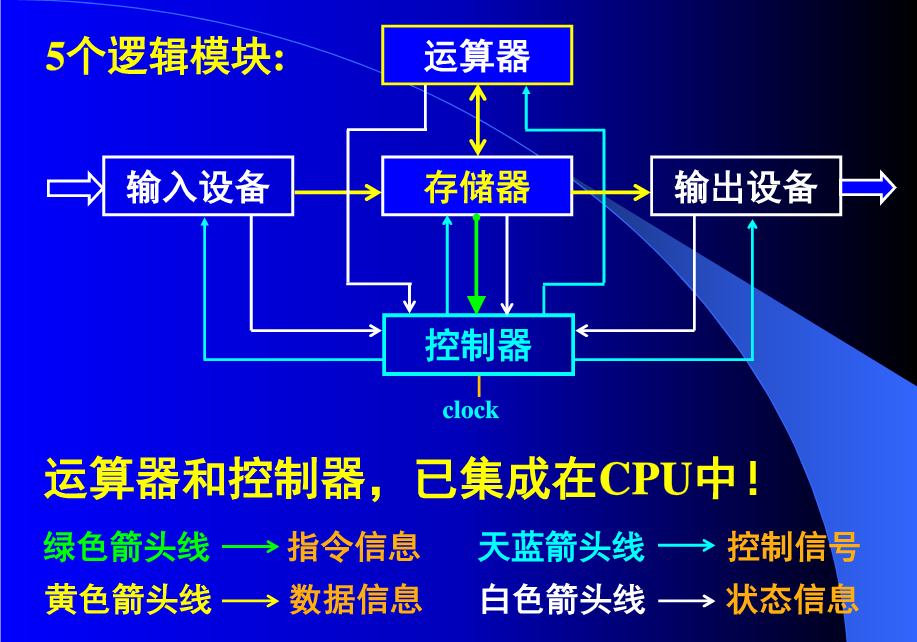 5个逻辑模块:
运算器
输入设备
存储器
输出设备
控制器
clock
运算器和控制器，已集成在CPU中！
绿色箭头线 指令信息 天蓝箭头线 控制信号
黄色箭头线 数据信息 白色箭头线 状态信息